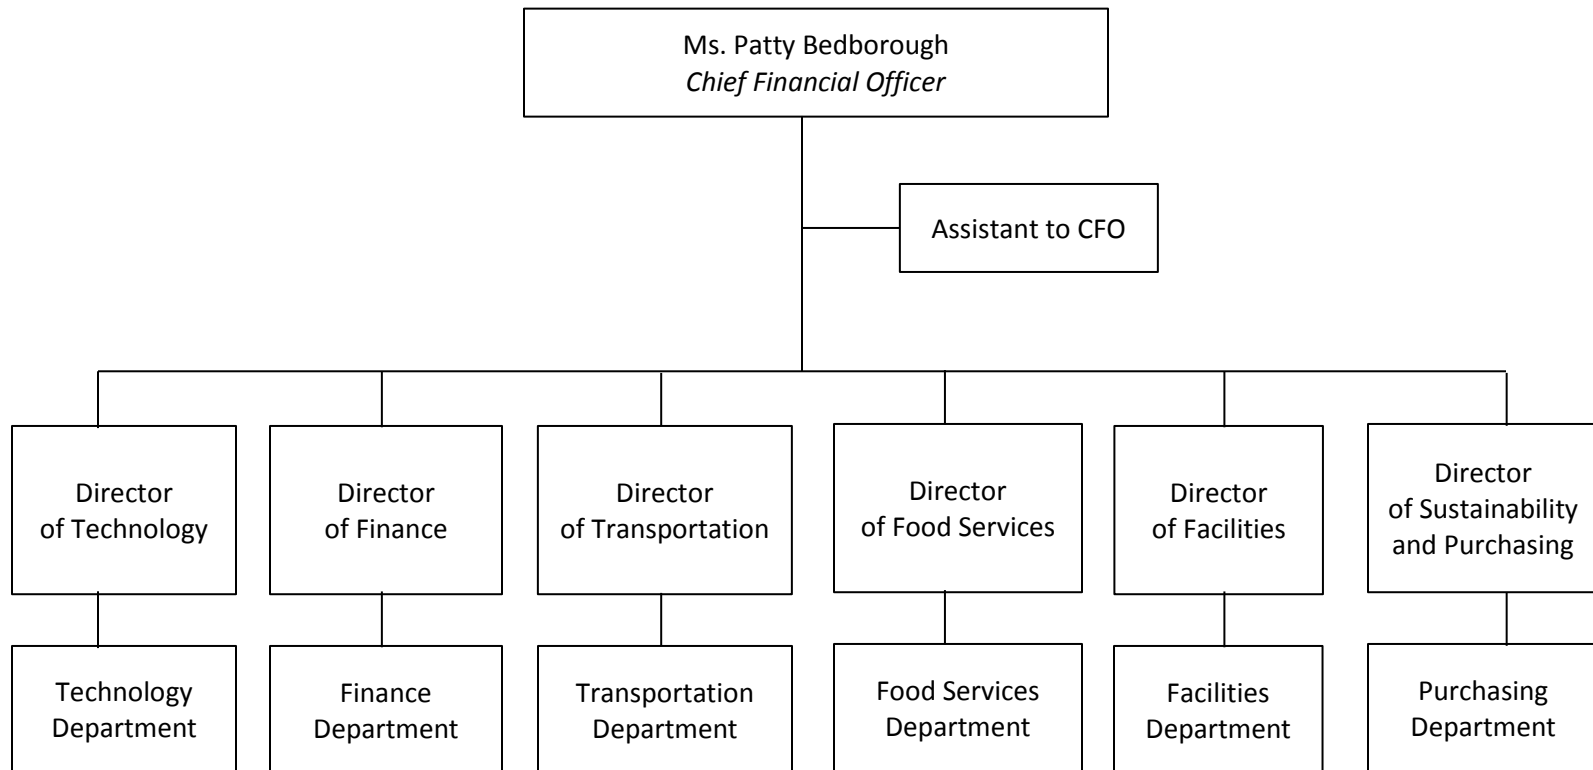 Ms. Patty Bedborough
Chief Financial Officer
Assistant to CFO
Director
of Technology
Director
of Finance
Director
of Transportation
Director
of Food Services
Director
of Facilities
Director
of Sustainability
and Purchasing
Technology
Department
Finance
Department
Transportation
Department
Food Services
Department
Facilities
Department
Purchasing
Department